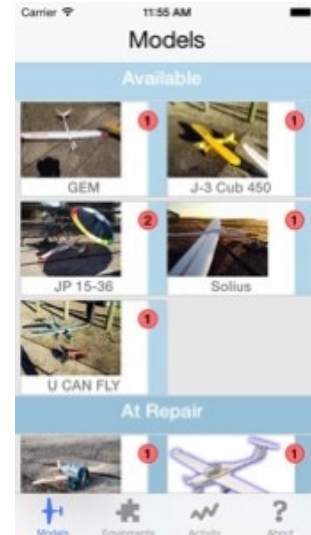 Carrier 11:55 AM
Models
Available
1 1
GEM J-3 Cub 450
2 1
JP 15-36 Solius
1
U CAN FLY
At Repair
1 1
Models Equipments Activity About